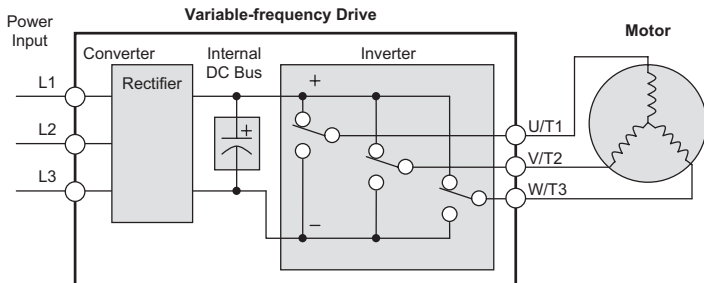 Variable-frequency Drive
Power
Input
Motor
Converter
Internal
DC Bus
Inverter
Rectifier
L1
L2
L3
+
+
−
U/T1
V/T2
W/T3